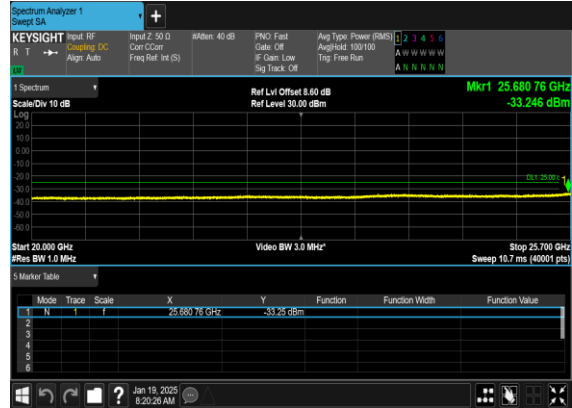 Spectrum Analyzer 1
Swept SA
KEYSIGHT
R T
Input: RF
Coupling: DC
Align: Auto
Input Z: 50 Ω
Corr CCorr
Freq Ref: Int (S)
#Atten: 40 dB
PNO: Fast
Gate: Off
IF Gain: Low
Sig Track: Off
Avg Type: Power (RMS)
Avg|Hold: 100/100
Trig: Free Run
1 2 3 4 5 6
A W W W W W
A N N N N N
1 Spectrum
Scale/Div 10 dB
Ref Lvl Offset 8.60 dB
Ref Level 30.00 dBm
Mkr1 25.680 76 GHz
-33.246 dBm
Log
20.0
10.0
0.00
-10.0
-20.0
-30.0
-40.0
-50.0
-60.0
1
Start 20.000 GHz
#Res BW 1.0 MHz
Video BW 3.0 MHz*
Stop 25.700 GHz
Sweep 10.7 ms (40001 pts)
5 Marker Table
Mode Trace Scale X Y Function Function Width Function Value
1 N 1 f 25.680 76 GHz -33.25 dBm
2
3
4
5
6
?
Jan 19, 2025
8:20:26 AM